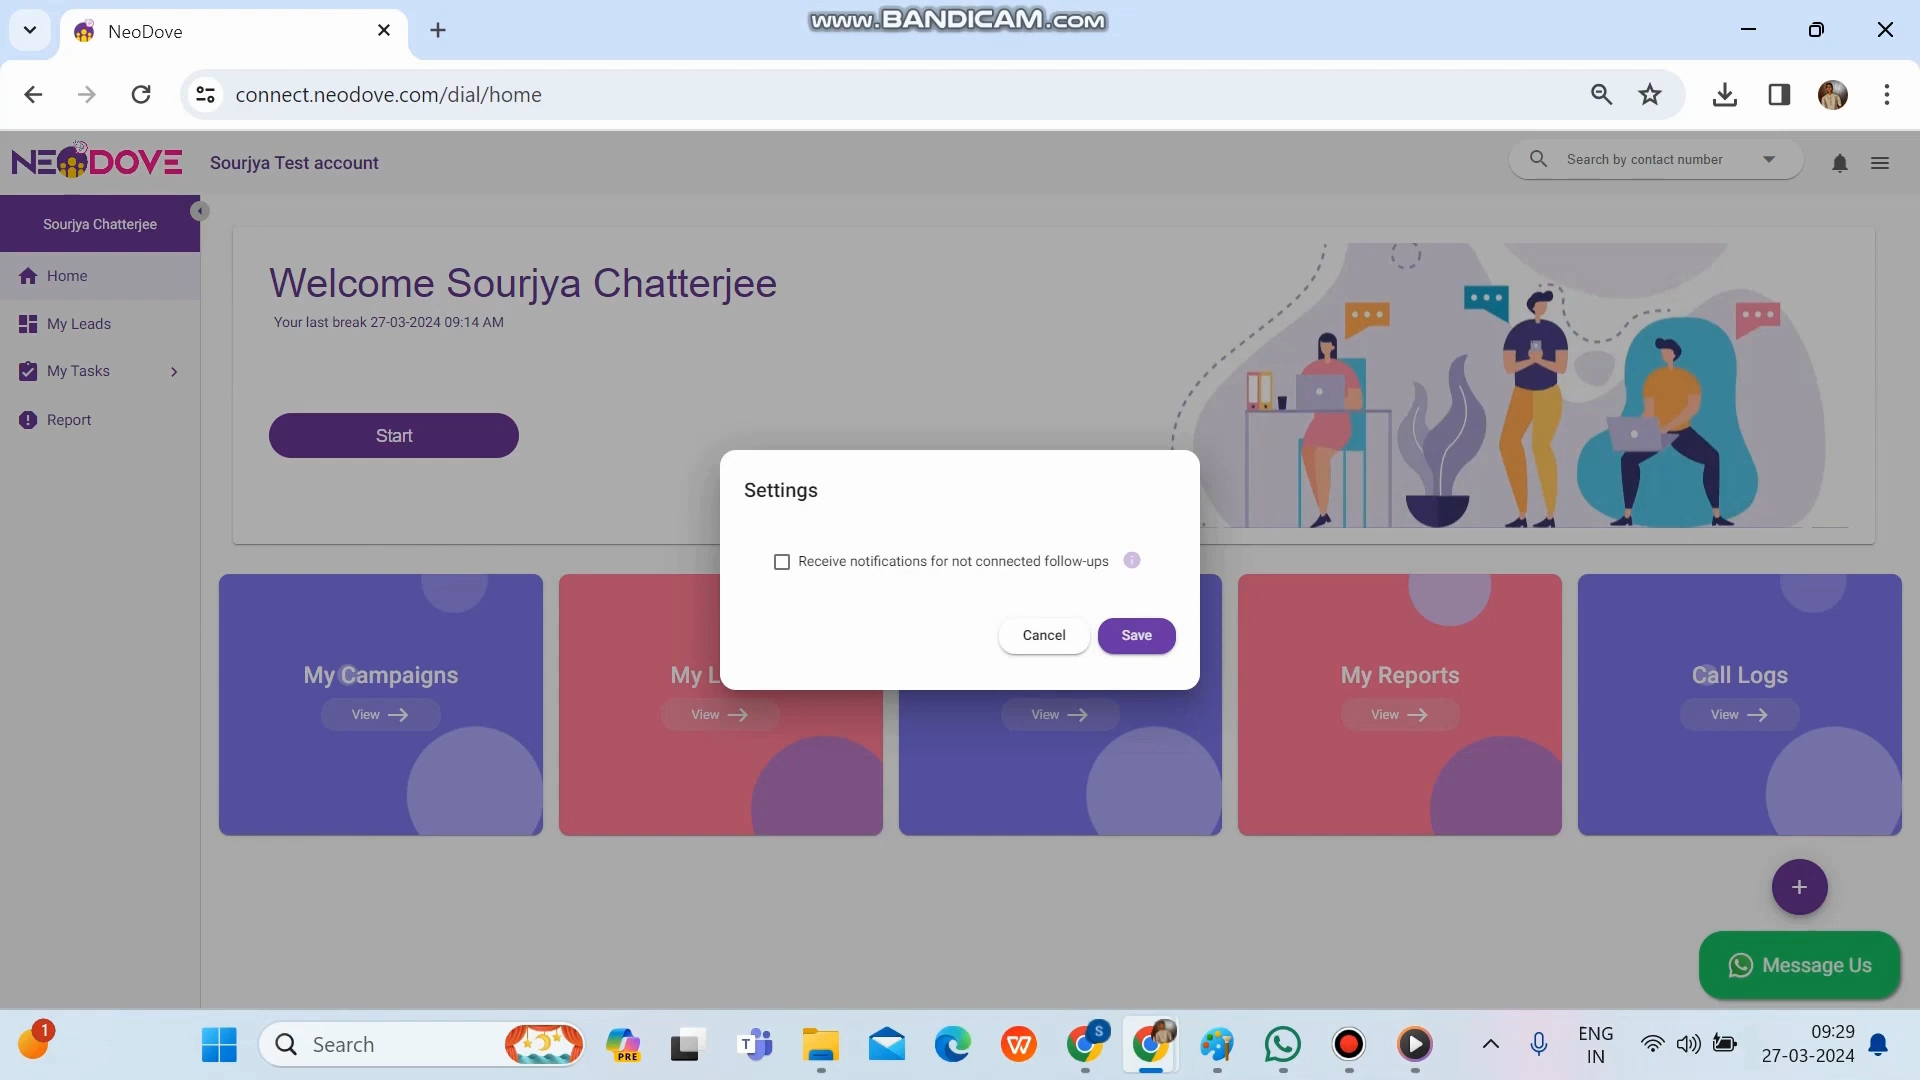 NeoDove
www.BANDICAM.com
connect.neodove.com/dial/home
NEODOVE
Sourjya Test account
Search by contact number
Sourjya Chatterjee
Home
My Leads
My Tasks
Report
Welcome Sourjya Chatterjee
Your last break 27-03-2024 09:14 AM
Start
Settings
Receive notifications for not connected follow-ups
i
Cancel
Save
My Campaigns
View
My L
View
View
My Reports
View
Call Logs
View
+
Message Us
1
Search
PRE
T
W
S
ENG
IN
09:29
27-03-2024